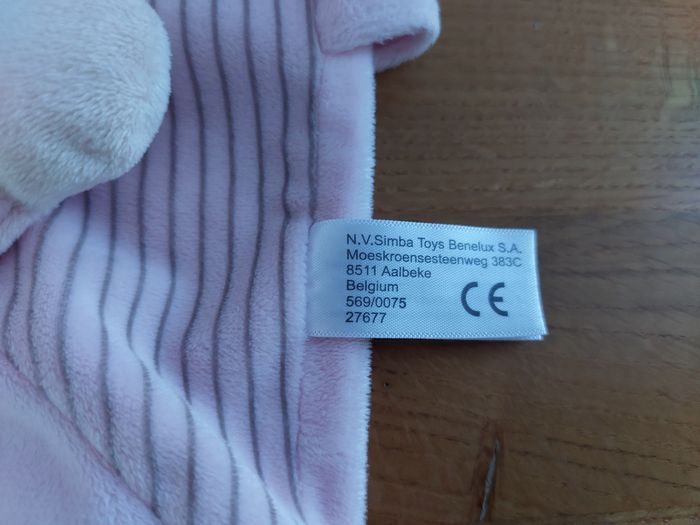 N.V.Simba Toys Benelux S.A.
Moeskroensesteenweg 383C
8511 Aalbeke
Belgium
569/0075
27677
CE